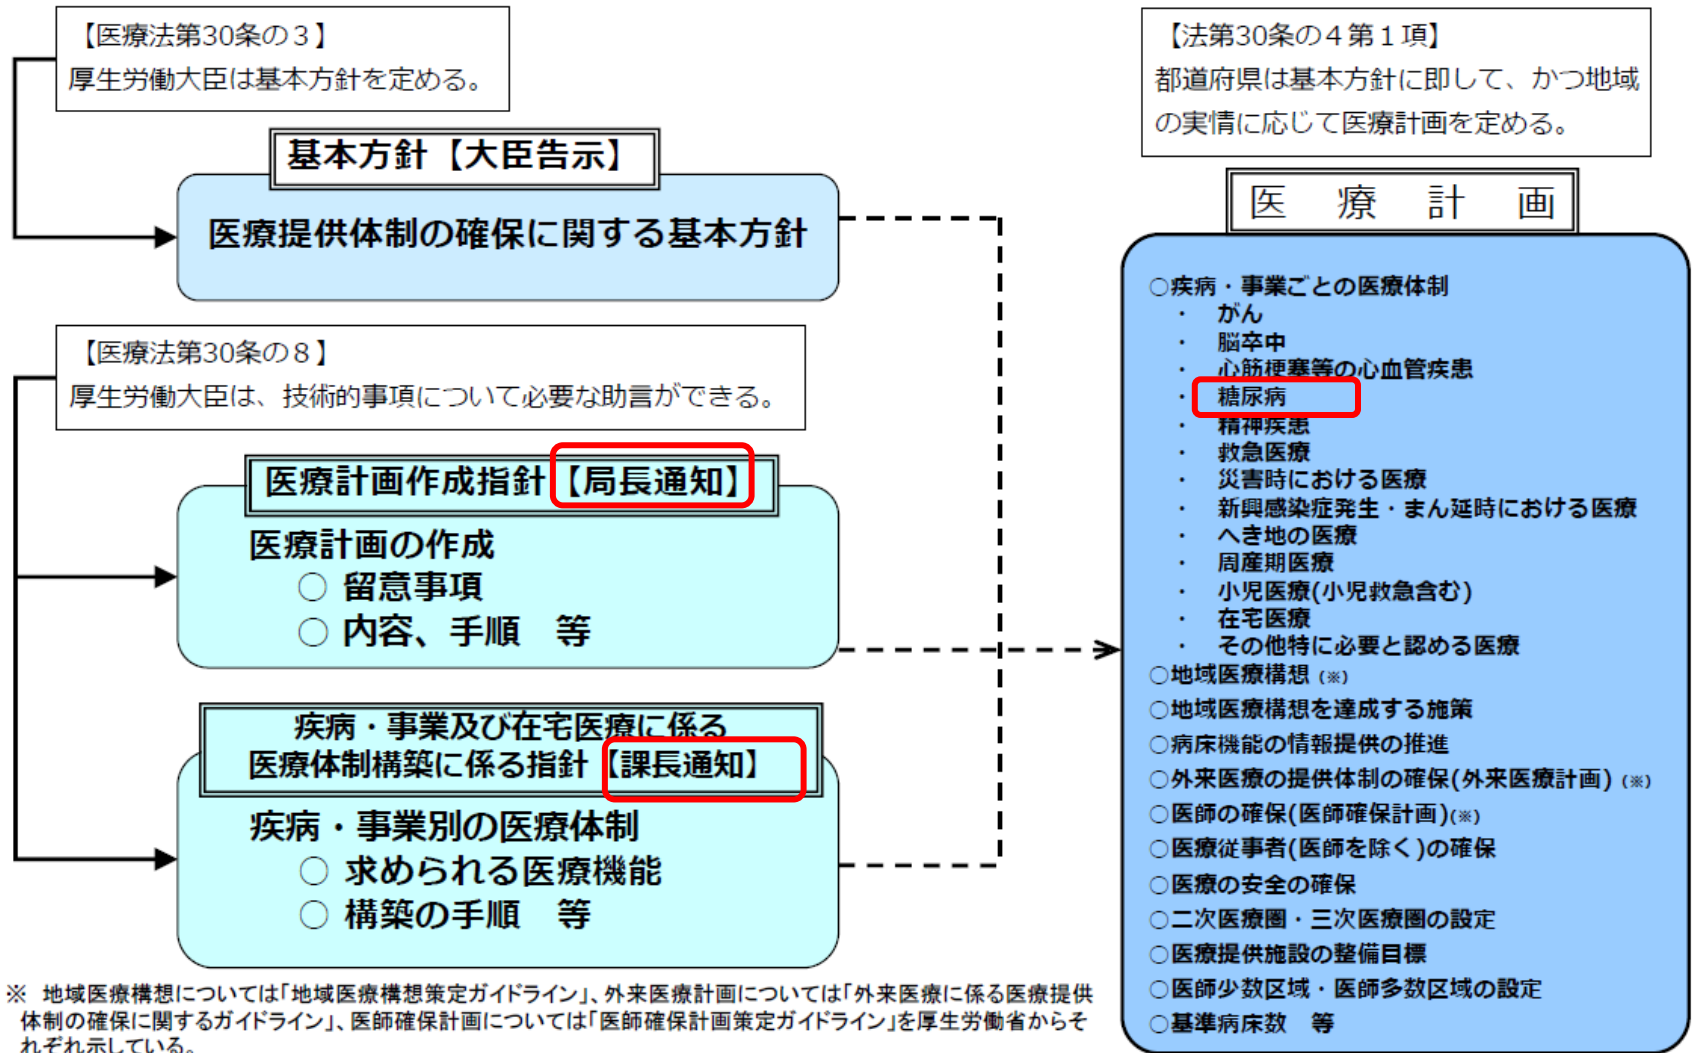 【医療法第30条の３】
厚生労働大臣は基本方針を定める。
基本方針【大臣告示】
医療提供体制の確保に関する基本方針
【医療法第30条の８】
厚生労働大臣は、技術的事項について必要な助言ができる。
医療計画作成指針【局長通知】
医療計画の作成
○ 留意事項
○ 内容、手順　等
疾病・事業及び在宅医療に係る
医療体制構築に係る指針【課長通知】
疾病・事業別の医療体制
○ 求められる医療機能
○ 構築の手順　等
※　地域医療構想については「地域医療構想策定ガイドライン」、外来医療計画については「外来医療に係る医療提供
体制の確保に関するガイドライン」、医師確保計画については「医師確保計画策定ガイドライン」を厚生労働省からそ
れぞれ示している。
【法第30条の４第１項】
都道府県は基本方針に即して、かつ地域
の実情に応じて医療計画を定める。
医　療　計　画
○疾病・事業ごとの医療体制
・　がん
・　脳卒中
・　心筋梗塞等の心血管疾患
・　糖尿病
・　精神疾患
・　救急医療
・　災害時における医療
・　新興感染症発生・まん延時における医療
・　へき地の医療
・　周産期医療
・　小児医療(小児救急含む)
・　在宅医療
・　その他特に必要と認める医療
○地域医療構想（※）
○地域医療構想を達成する施策
○病床機能の情報提供の推進
○外来医療の提供体制の確保(外来医療計画)（※）
○医師の確保(医師確保計画)(※)
○医療従事者(医師を除く)の確保
○医療の安全の確保
○二次医療圏・三次医療圏の設定
○医療提供施設の整備目標
○医師少数区域・医師多数区域の設定
○基準病床数　等